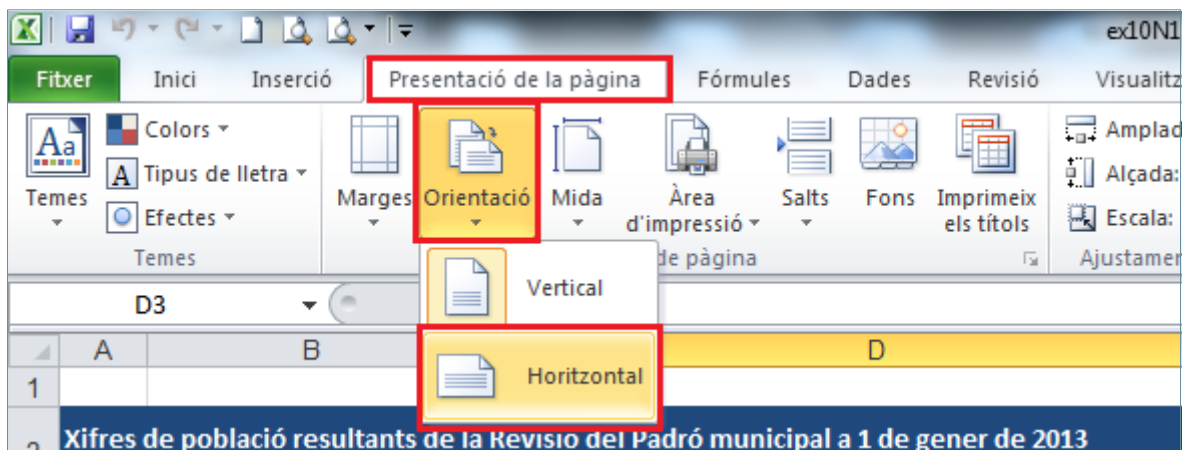 ex10N1
Fitxer Inici Inserció Presentació de la pàgina Fórmules Dades Revisió Visualitz
Aa Colors Amplad
A Tipus de lletra Alçada:
Temes Marges Orientació Mida Àrea d'impressió Salts Fons Imprimeix els títols
Efectes Escala:
Temes de pàgina Ajustamen
Vertical
D3
A B D
Horitzontal
1
2 Xifres de població resultants de la Revisió del Padró municipal a 1 de gener de 2013